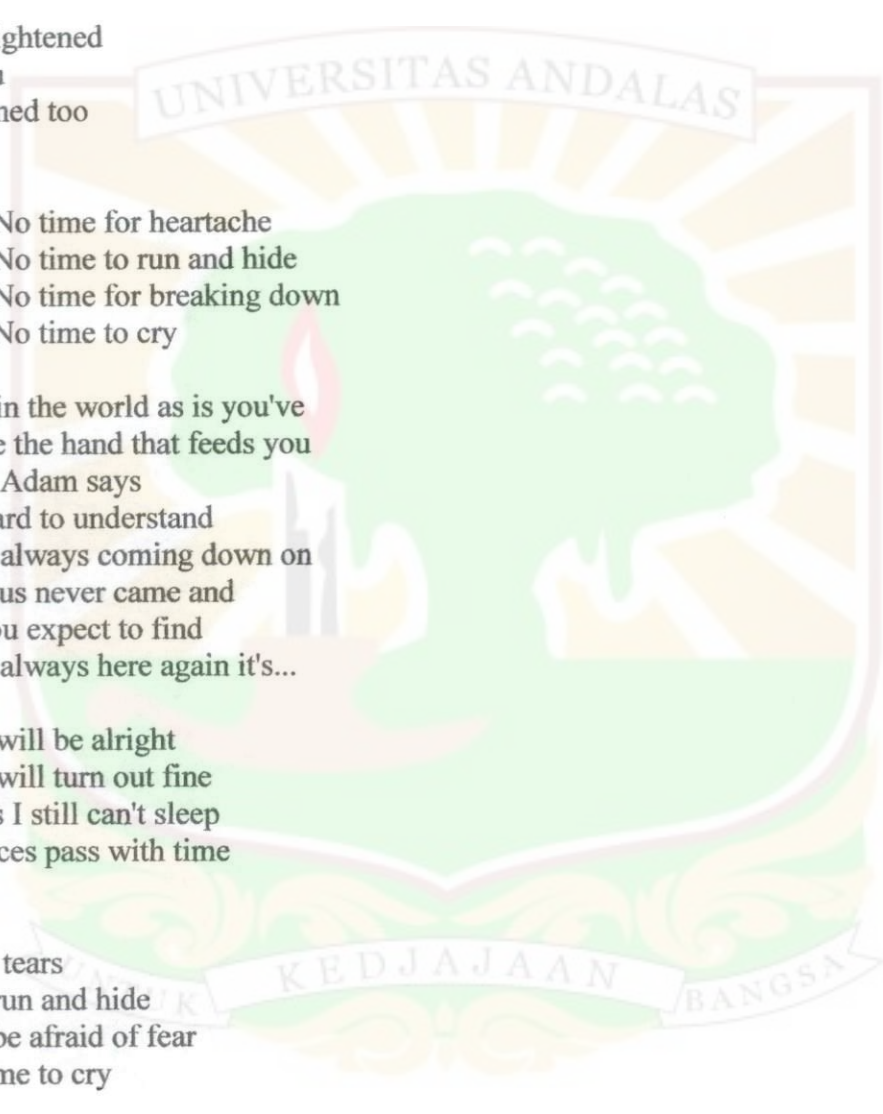 UNIVERSITAS ANDALAS
ghtened
ned too
No time for heartache
No time to run and hide
No time for breaking down
No time to cry
in the world as is you've
e the hand that feeds you
Adam says
ard to understand
always coming down on
us never came and
ou expect to find
always here again it's...
will be alright
will turn out fine
s I still can't sleep
ces pass with time
tears
run and hide
be afraid of fear
me to cry
UNTUK KEDJAJAAN BANGSA